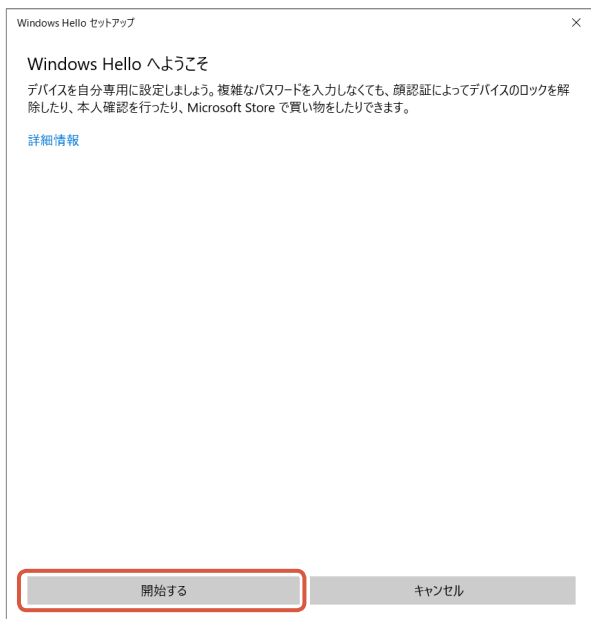 Windows Hello セットアップ
Windows Hello へようこそ
デバイスを自分専用に設定しましょう。複雑なパスワードを入力しなくても、顔認証によってデバイスのロックを解
除したり、本人確認を行ったり、Microsoft Store で買い物をしたりできます。
詳細情報
開始する
キャンセル